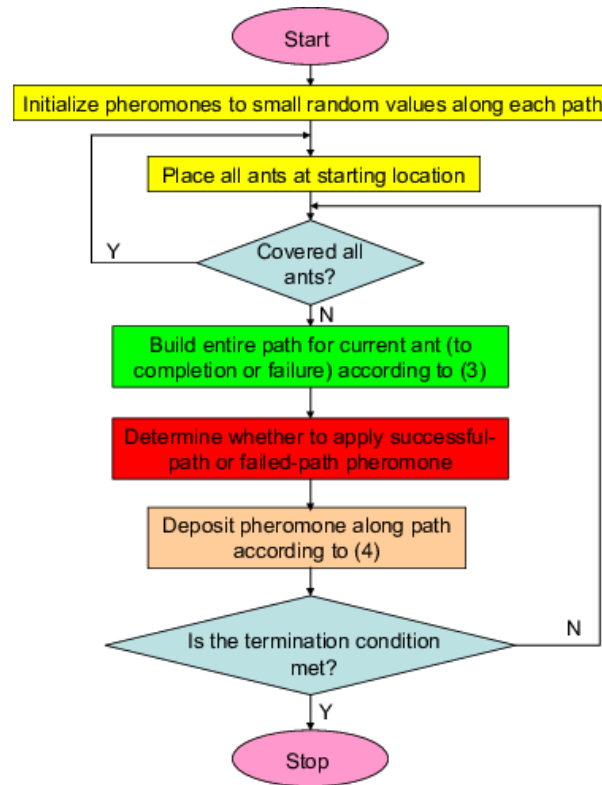 Start
Initialize pheromones to small random values along each path
Place all ants at starting location
Covered all
ants?
Y
N
Build entire path for current ant (to
completion or failure) according to (3)
Determine whether to apply successful-
path or failed-path pheromone
Deposit pheromone along path
according to (4)
Is the termination condition
met?
N
Y
Stop